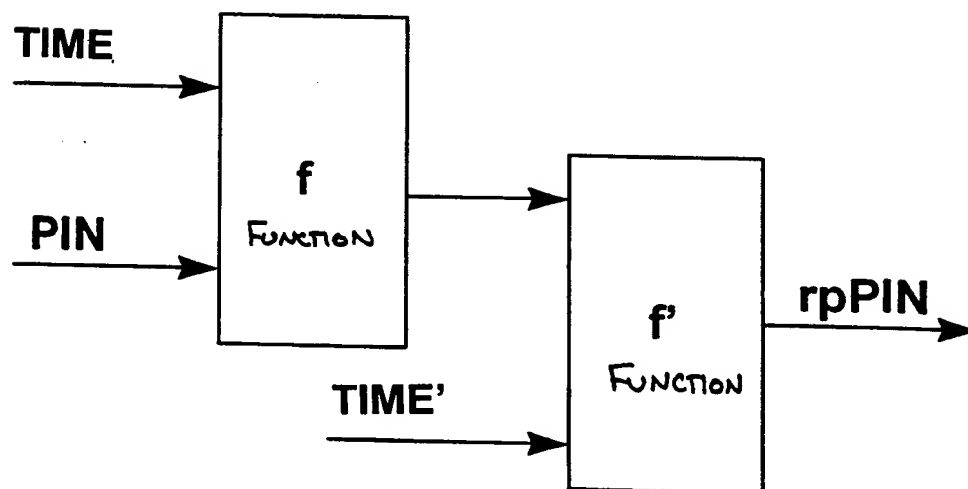 TIME
f
FUNCTION
PIN
rpPIN
f'
FUNCTION
TIME'